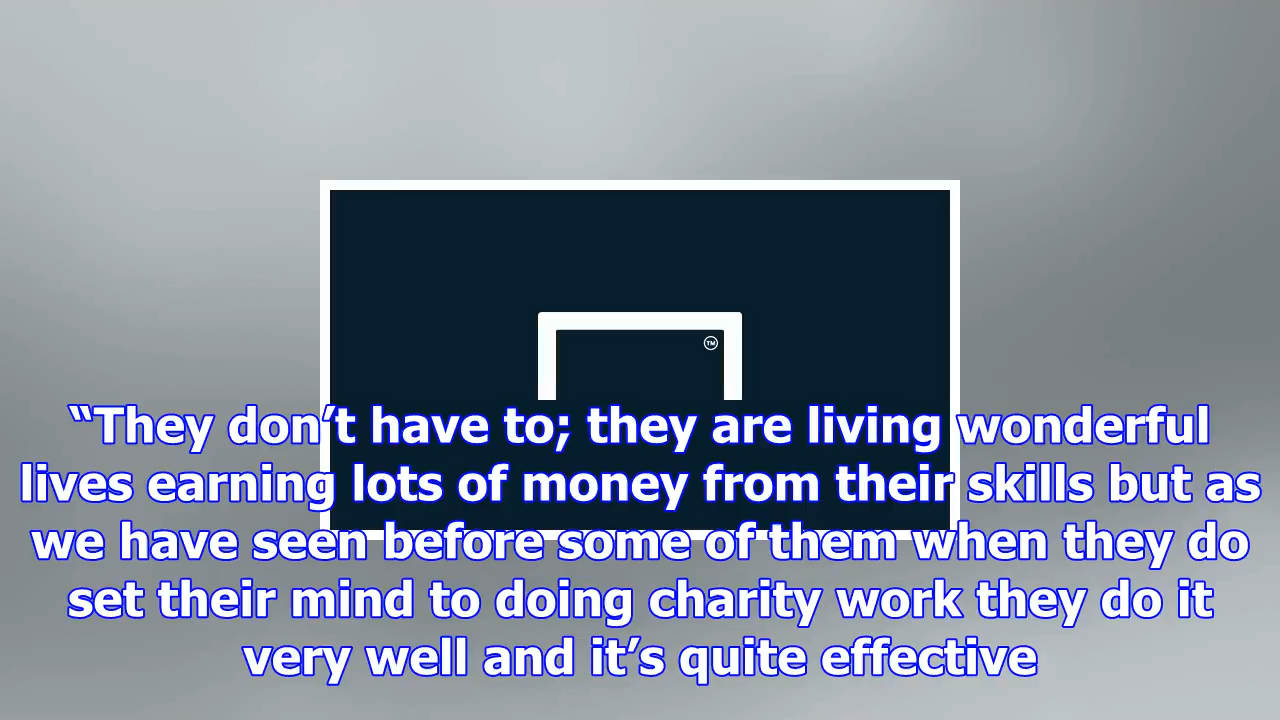 TM
“They don’t have to; they are living wonderful
lives earning lots of money from their skills but as
we have seen before some of them when they do
set their mind to doing charity work they do it
very well and it’s quite effective